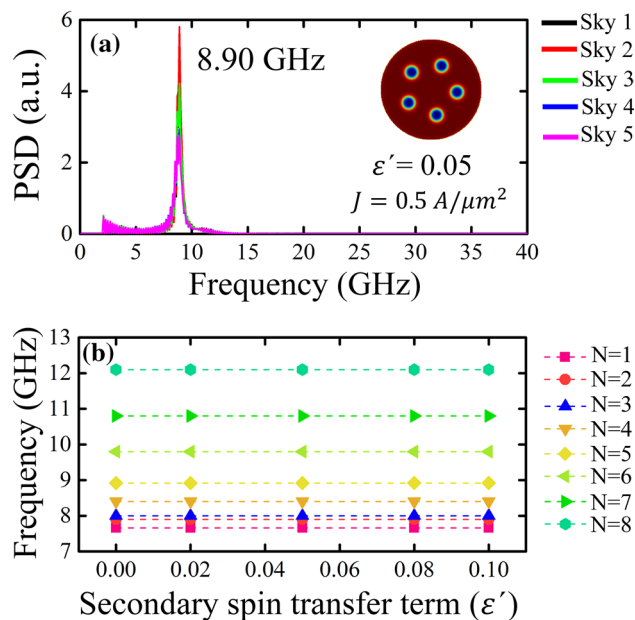 (a)
8.90 GHz
ε′= 0.05
J = 0.5 A/μm²
PSD (a.u.)
6
4
2
0
0 5 10 15 20 25 30 35 40
Frequency (GHz)
Sky 1
Sky 2
Sky 3
Sky 4
Sky 5
(b)
Frequency (GHz)
13
12
11
10
9
8
7
0.00 0.02 0.04 0.06 0.08 0.10
Secondary spin transfer term (ε′)
N=1
N=2
N=3
N=4
N=5
N=6
N=7
N=8